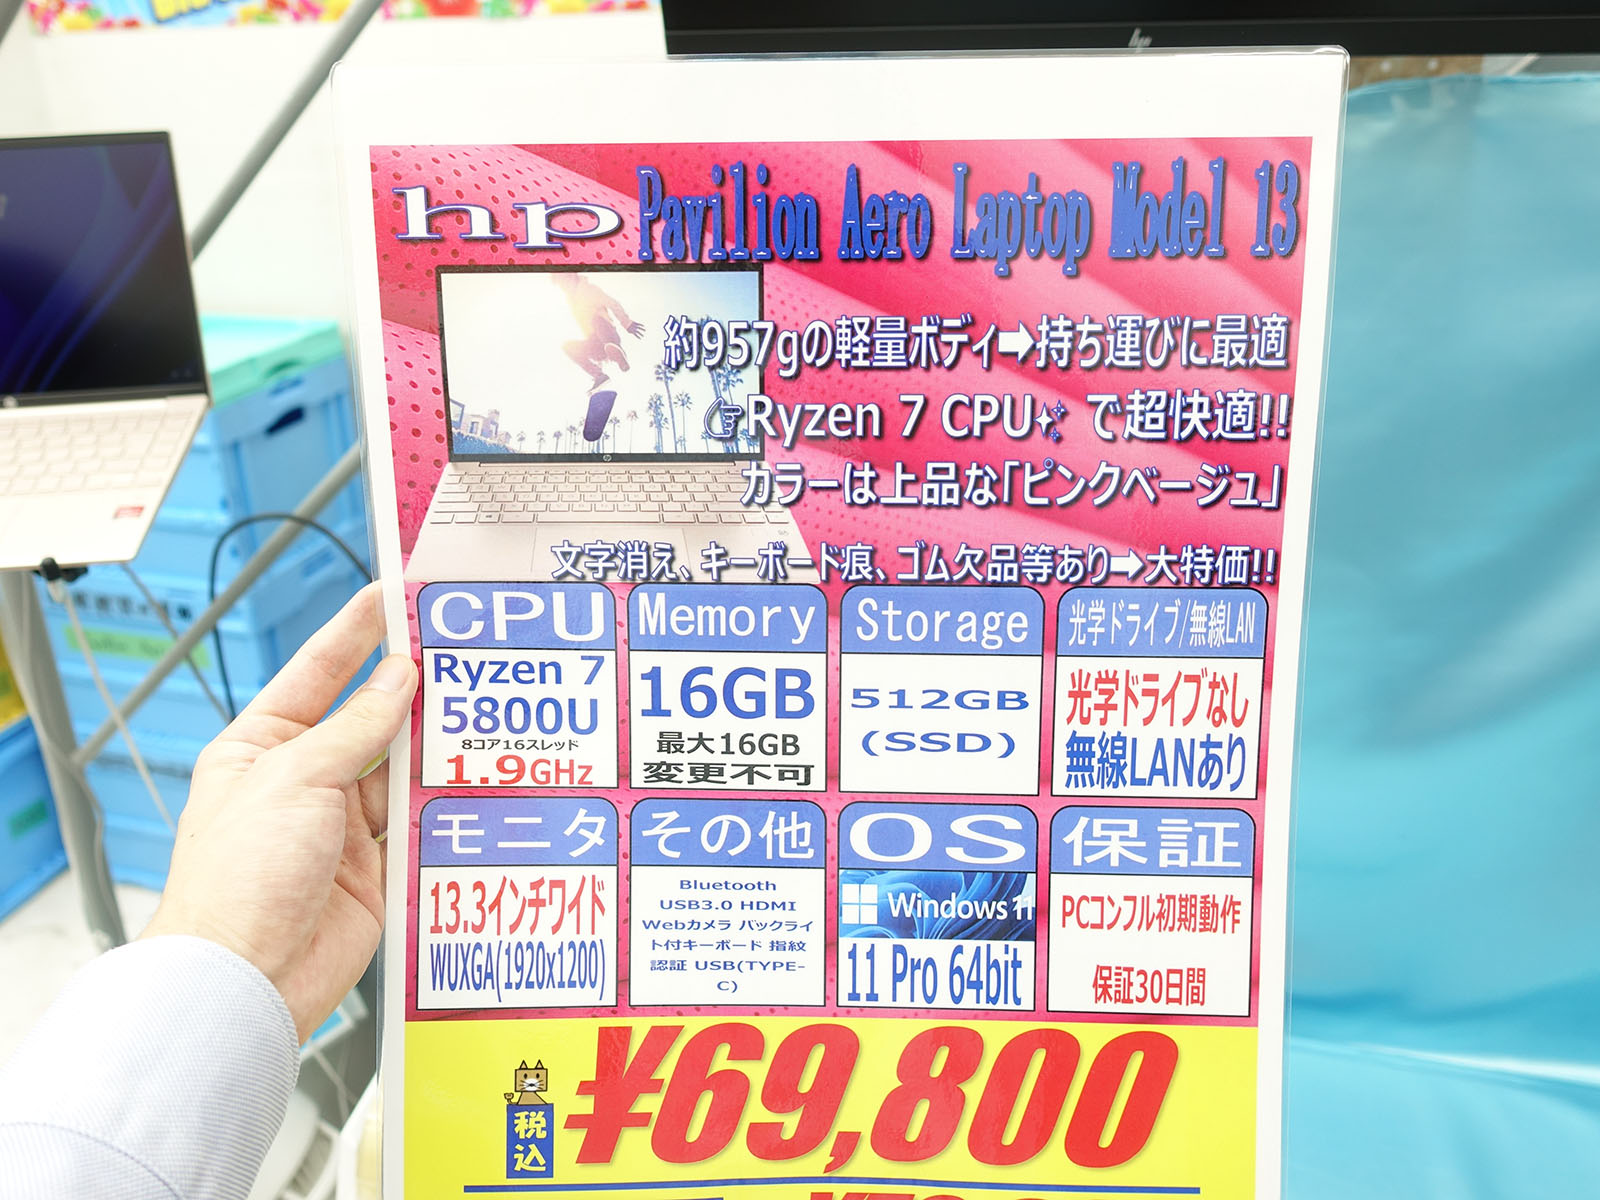 hp
hp Pavilion Aero Laptop Model 13
約957gの軽量ボディ➡持ち運びに最適
☞Ryzen 7 CPU✨ で超快適!!
カラーは上品な「ピンクベージュ」
文字消え、キーボード痕、ゴム欠品等あり➡大特価!!
CPU
Ryzen 7
5800U
8コア16スレッド
1.9GHz
Memory
16GB
最大16GB
変更不可
Storage
512GB
(SSD)
光学ドライブ/無線LAN
光学ドライブなし
無線LANあり
モニタ
13.3インチワイド
WUXGA(1920x1200)
その他
Bluetooth
USB3.0 HDMI
Webカメラ バックライ
ト付キーボード 指紋
認証 USB(TYPE-
C)
OS
Windows 11
11 Pro 64bit
保証
PCコンフル初期動作
保証30日間
税込
¥69,800